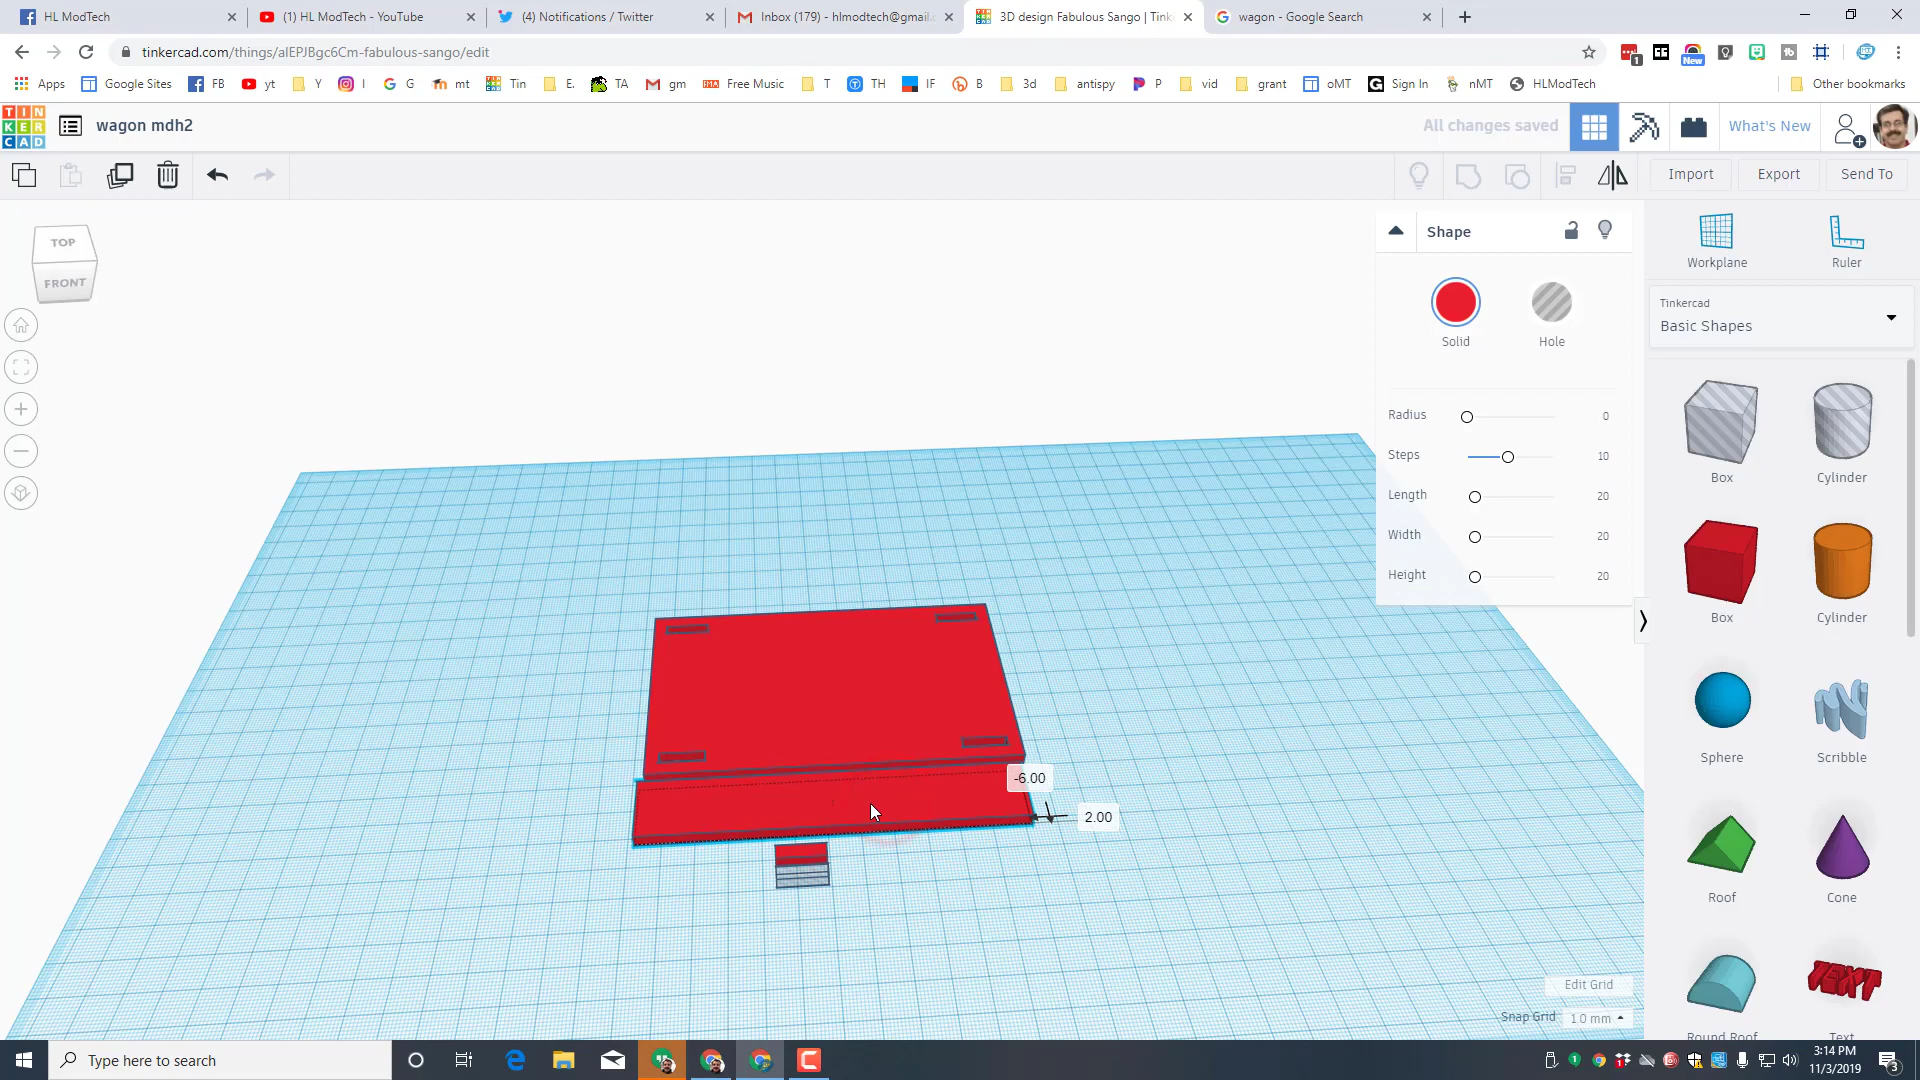 HL ModTech
(1) HL ModTech - YouTube
(4) Notifications / Twitter
Inbox (179) - hlmodtech@gmail.c
3D design Fabulous Sango | Tink
wagon - Google Search
tinkercad.com/things/alEPJBgc6Cm-fabulous-sango/edit
Apps Google Sites FB yt Y I G mt Tin E. TA gm Free Music T TH IF B 3d antispy P vid grant oMT Sign In nMT HLModTech Other bookmarks
TIN
KER
CAD
wagon mdh2
All changes saved
What's New
Import Export Send To
TOP
FRONT
Shape
Solid Hole
Radius 0
Steps 10
Length 20
Width 20
Height 20
Workplane Ruler
Tinkercad
Basic Shapes
Box Cylinder
Box Cylinder
Sphere Scribble
Roof Cone
TEXT
Round Roof Text
-6.00
2.00
Edit Grid
Snap Grid 1.0 mm
Type here to search
3:14 PM
11/3/2019
New
1
3